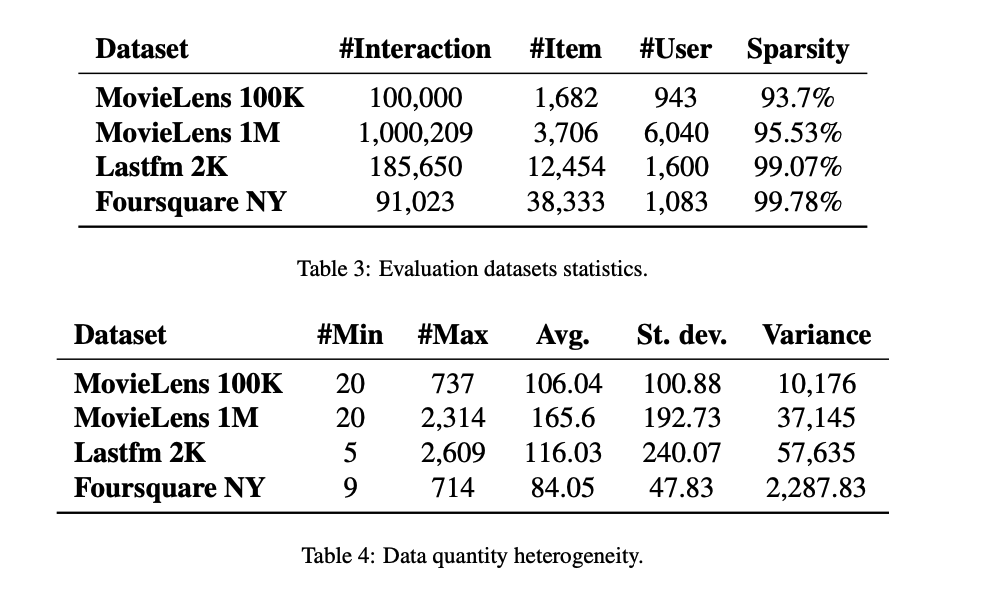 Dataset #Interaction #Item #User Sparsity
MovieLens 100K 100,000 1,682 943 93.7%
MovieLens 1M 1,000,209 3,706 6,040 95.53%
Lastfm 2K 185,650 12,454 1,600 99.07%
Foursquare NY 91,023 38,333 1,083 99.78%
Table 3: Evaluation datasets statistics.
Dataset #Min #Max Avg. St. dev. Variance
MovieLens 100K 20 737 106.04 100.88 10,176
MovieLens 1M 20 2,314 165.6 192.73 37,145
Lastfm 2K 5 2,609 116.03 240.07 57,635
Foursquare NY 9 714 84.05 47.83 2,287.83
Table 4: Data quantity heterogeneity.